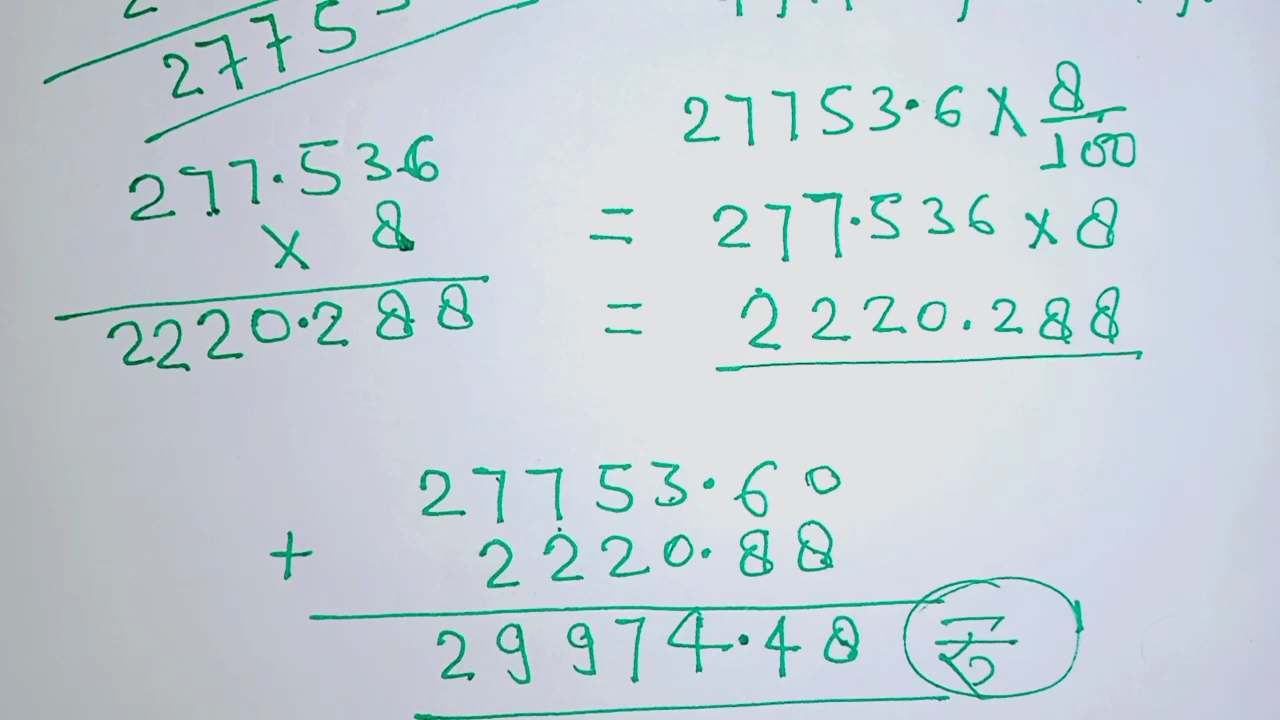 27753
277.536
× 8
2220.288
27753.6 × 8/100
= 277.536 × 8
= 2220.288
27753.60
+ 2220.88
29974.48 रु